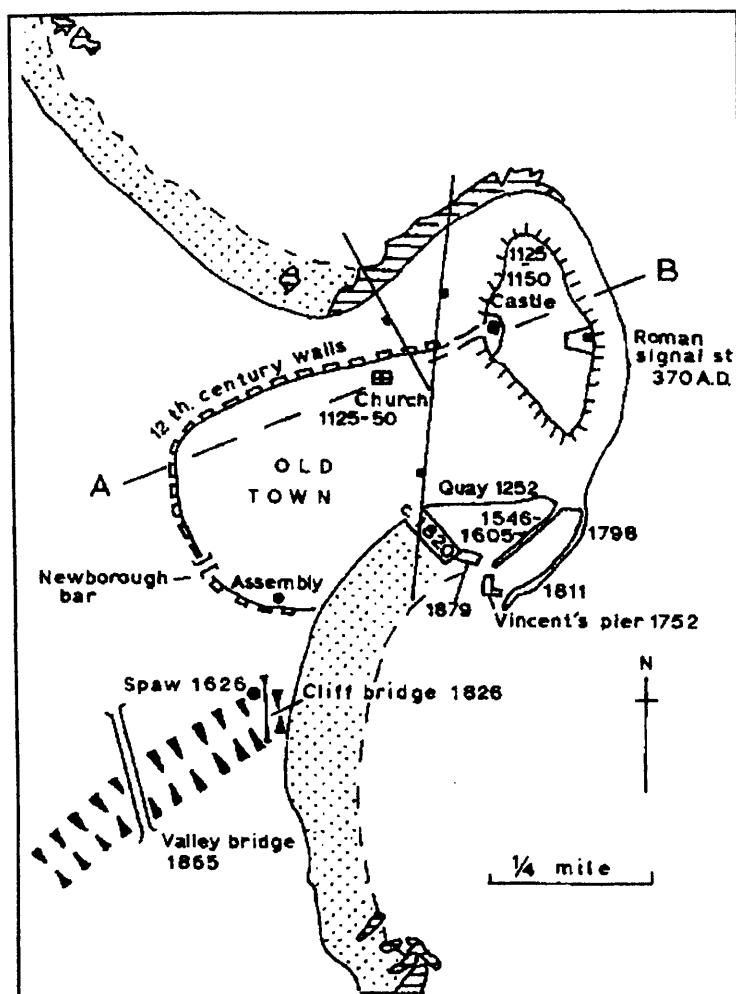 1125
1150
Castle
B
Roman
signal st
370 A.D.
12th. century walls
Church
1125-50
A
OLD
TOWN
Quay 1252
1546-
1605
1798
c. 1820
Newborough
bar
Assembly
1879
1811
Vincent's pier 1752
N
Spaw 1626
Cliff bridge 1826
Valley bridge
1865
1/4 mile